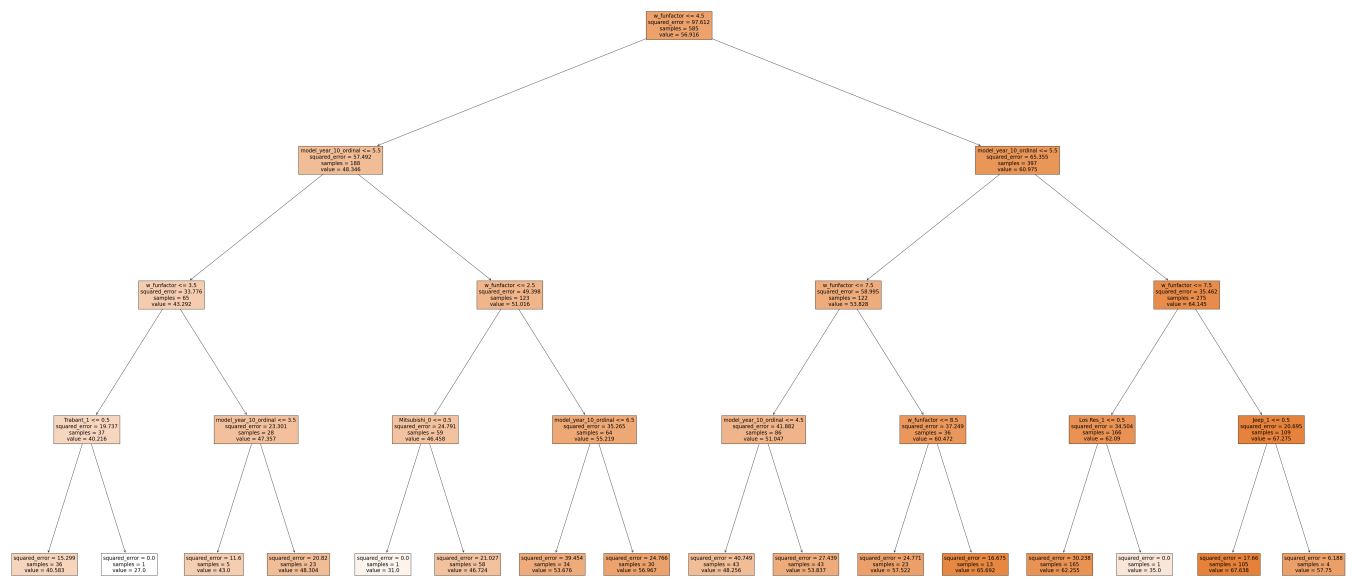 w_funfactor <= 4.5
squared_error = 97.612
samples = 585
value = 56.916
model_year_10_ordinal <= 5.5
squared_error = 57.492
samples = 188
value = 48.346
model_year_10_ordinal <= 5.5
squared_error = 65.355
samples = 397
value = 60.975
w_funfactor <= 3.5
squared_error = 33.776
samples = 65
value = 43.292
w_funfactor <= 2.5
squared_error = 49.398
samples = 123
value = 51.016
w_funfactor <= 7.5
squared_error = 58.995
samples = 122
value = 53.828
w_funfactor <= 7.5
squared_error = 35.462
samples = 275
value = 64.145
Trabant_1 <= 0.5
squared_error = 19.737
samples = 37
value = 40.216
model_year_10_ordinal <= 3.5
squared_error = 23.301
samples = 28
value = 47.357
Mitsubishi_0 <= 0.5
squared_error = 24.791
samples = 59
value = 46.458
model_year_10_ordinal <= 6.5
squared_error = 35.265
samples = 64
value = 55.219
model_year_10_ordinal <= 4.5
squared_error = 41.882
samples = 86
value = 51.047
w_funfactor <= 8.5
squared_error = 37.249
samples = 36
value = 60.472
Los Res_1 <= 0.5
squared_error = 34.504
samples = 166
value = 62.09
Jeep_1 <= 0.5
squared_error = 20.695
samples = 109
value = 67.275
squared_error = 15.299
samples = 36
value = 40.583
squared_error = 0.0
samples = 1
value = 27.0
squared_error = 11.6
samples = 5
value = 43.0
squared_error = 20.82
samples = 23
value = 48.304
squared_error = 0.0
samples = 1
value = 31.0
squared_error = 21.027
samples = 58
value = 46.724
squared_error = 39.454
samples = 34
value = 53.676
squared_error = 24.766
samples = 30
value = 56.967
squared_error = 40.749
samples = 43
value = 48.256
squared_error = 27.439
samples = 43
value = 53.837
squared_error = 24.771
samples = 23
value = 57.522
squared_error = 16.675
samples = 13
value = 65.692
squared_error = 30.238
samples = 165
value = 62.255
squared_error = 0.0
samples = 1
value = 35.0
squared_error = 17.66
samples = 105
value = 67.638
squared_error = 6.188
samples = 4
value = 57.75